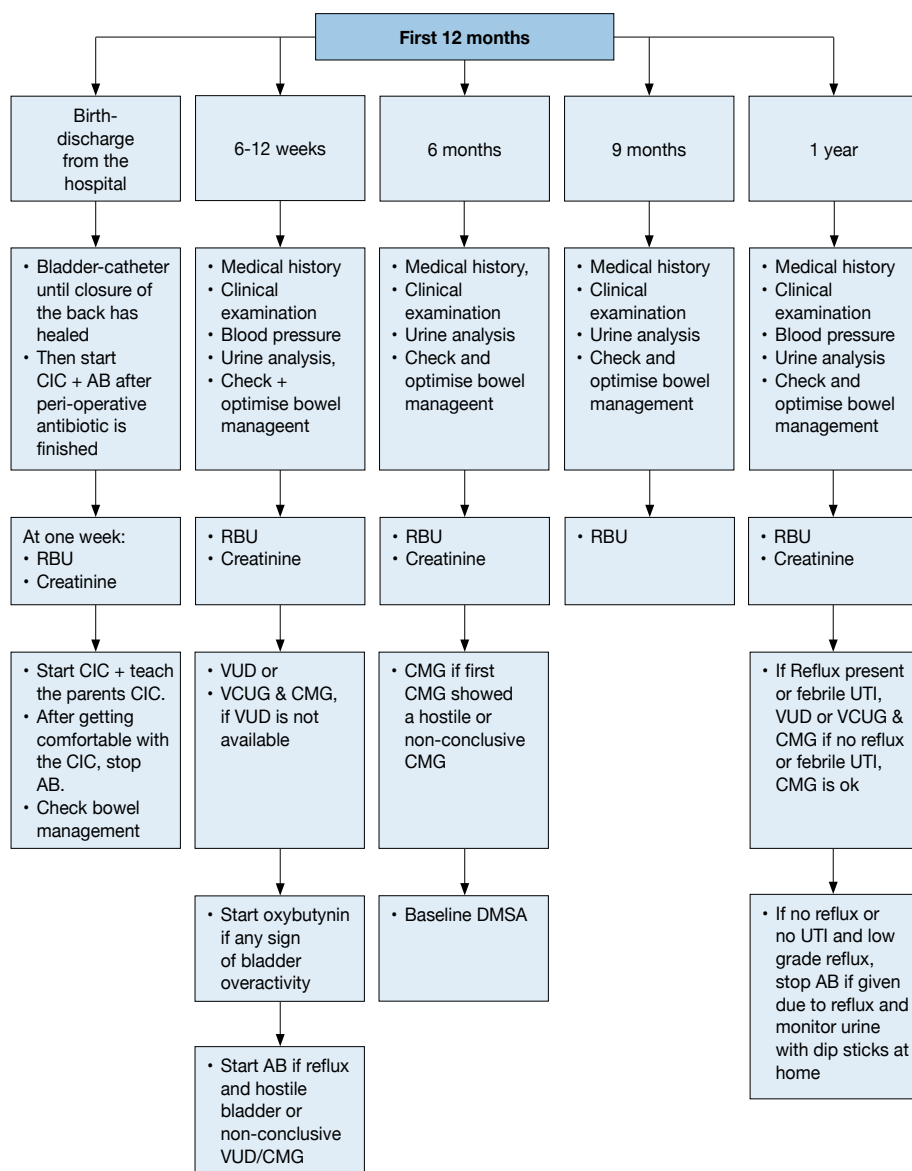 First 12 months
Birth-
discharge
from the
hospital
6-12 weeks
6 months
9 months
1 year
• Bladder-catheter
until closure of
the back has
healed
• Then start
CIC + AB after
peri-operative
antibiotic is
finished
• Medical history
• Clinical
examination
• Blood pressure
• Urine analysis,
• Check +
optimise bowel
manageent
• Medical history,
• Clinical
examination
• Urine analysis
• Check and
optimise bowel
manageent
• Medical history
• Clinical
examination
• Urine analysis
• Check and
optimise bowel
management
• Medical history
• Clinical
examination
• Blood pressure
• Urine analysis
• Check and
optimise bowel
management
At one week:
• RBU
• Creatinine
• RBU
• Creatinine
• RBU
• Creatinine
• RBU
• RBU
• Creatinine
• Start CIC + teach
the parents CIC.
• After getting
comfortable with
the CIC, stop
AB.
• Check bowel
management
• VUD or
• VCUG & CMG,
if VUD is not
available
• CMG if first
CMG showed
a hostile or
non-conclusive
CMG
• If Reflux present
or febrile UTI,
VUD or VCUG &
CMG if no reflux
or febrile UTI,
CMG is ok
• Start oxybutynin
if any sign
of bladder
overactivity
• Baseline DMSA
• If no reflux or
no UTI and low
grade reflux,
stop AB if given
due to reflux and
monitor urine
with dip sticks at
home
• Start AB if reflux
and hostile
bladder or
non-conclusive
VUD/CMG